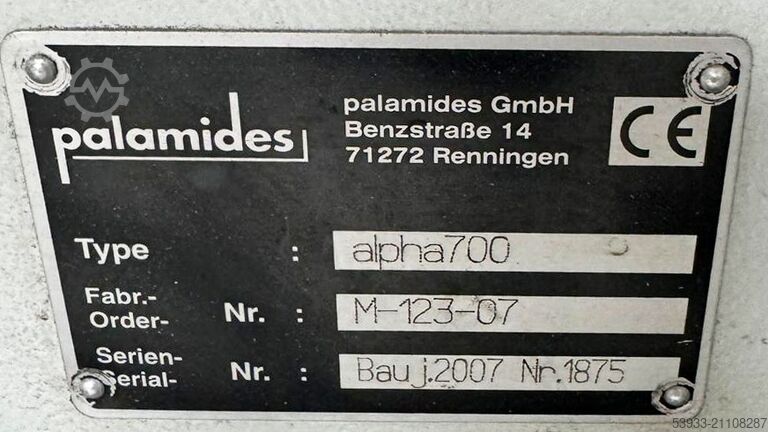 palamides
palamides GmbH
Benzstraße 14
71272 Renningen
CE
Type : alpha700
Fabr.-
Order- Nr. : M-123-07
Serien-
Serial- Nr. : Bauj.2007 Nr.1875
53933-21108287